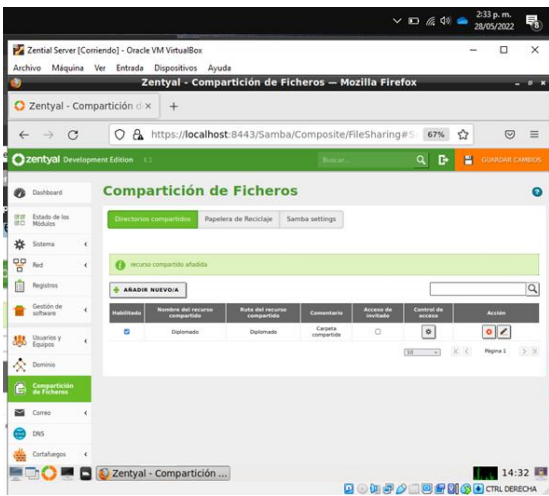 2:33 p. m.
28/05/2022
Zential Server [Corriendo] - Oracle VM VirtualBox
Archivo Máquina Ver Entrada Dispositivos Ayuda
Zentyal - Compartición de Ficheros — Mozilla Firefox
Zentyal - Compartición d
https://localhost:8443/Samba/Composite/FileSharing#S
67%
zentyal Development Edition
Buscar...
GUARDAR CAMBIOS
Dashboard
Estado de los
Módulos
Sistema
Red
Registros
Gestión de
software
Usuarios y
Equipos
Dominio
Compartición
de Ficheros
Correo
DNS
Cortafuegos
Compartición de Ficheros
Directorios compartidos Papelera de Reciclaje Samba settings
recurso compartido añadida
AÑADIR NUEVO/A
Habilitado Nombre del recurso compartido Ruta del recurso compartido Comentario Acceso de invitado Control de acceso Acción
Diplomado Diplomado Carpeta compartida
10 Página 1
Zentyal - Compartición ...
14:32
CTRL DERECHA